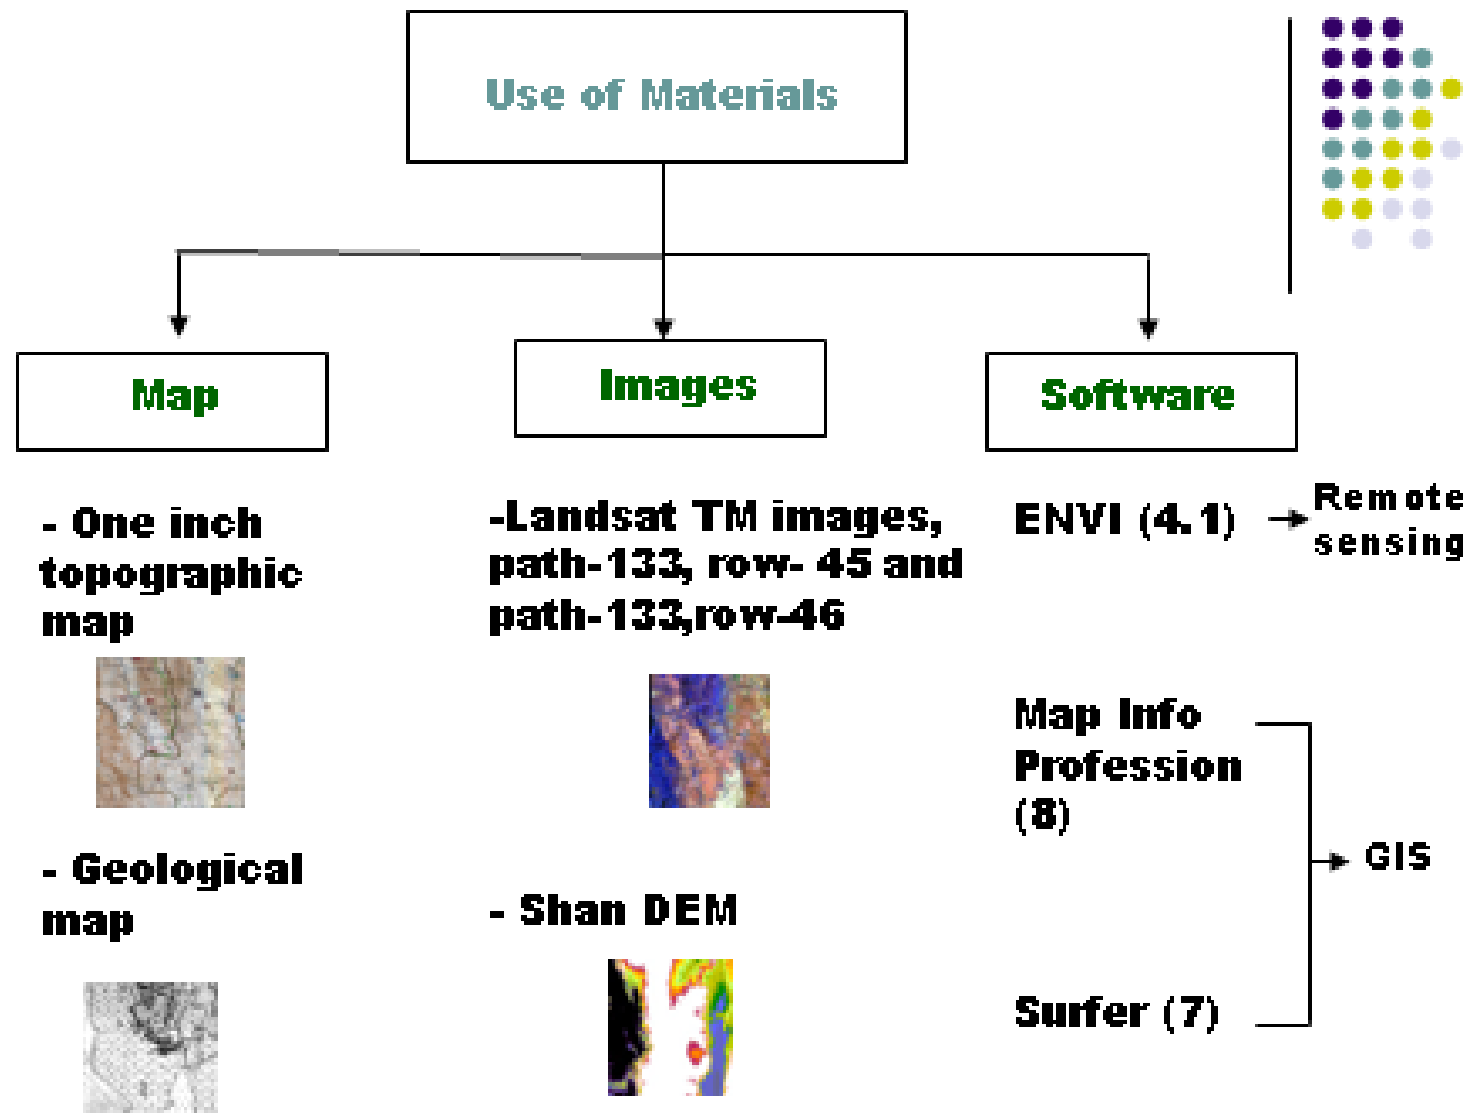 Use of Materials
Map
Images
Software
- One inch
topographic
map
- Geological
map
-Landsat TM images,
path-133, row- 45 and
path-133,row-46
- Shan DEM
ENVI (4.1)
Remote
sensing
Map Info
Profession
(8)
Surfer (7)
GIS